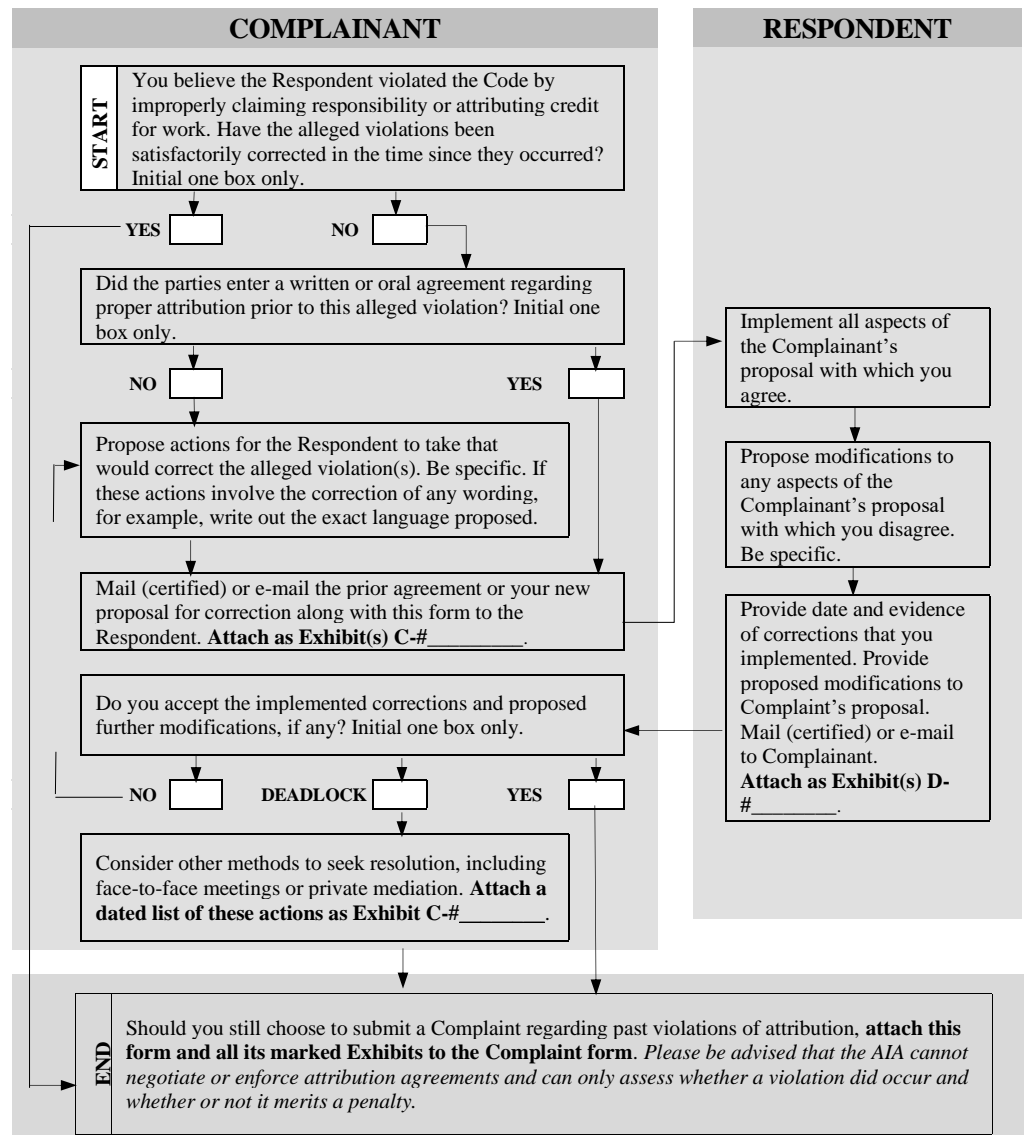 COMPLAINANT
START
You believe the Respondent violated the Code by
improperly claiming responsibility or attributing credit
for work. Have the alleged violations been
satisfactorily corrected in the time since they occurred?
Initial one box only.
YES
NO
Did the parties enter a written or oral agreement regarding
proper attribution prior to this alleged violation? Initial one
box only.
NO
YES
Propose actions for the Respondent to take that
would correct the alleged violation(s). Be specific. If
these actions involve the correction of any wording,
for example, write out the exact language proposed.
Mail (certified) or e-mail the prior agreement or your new
proposal for correction along with this form to the
Respondent. Attach as Exhibit(s) C-#_________.
RESPONDENT
Implement all aspects of
the Complainant's
proposal with which you
agree.
Propose modifications to
any aspects of the
Complainant's proposal
with which you disagree.
Be specific.
Provide date and evidence
of corrections that you
implemented. Provide
proposed modifications to
Complaint's proposal.
Mail (certified) or e-mail
to Complainant.
Attach as Exhibit(s) D-
#________.
Do you accept the implemented corrections and proposed
further modifications, if any? Initial one box only.
NO
DEADLOCK
YES
Consider other methods to seek resolution, including
face-to-face meetings or private mediation. Attach a
dated list of these actions as Exhibit C-#________.
END
Should you still choose to submit a Complaint regarding past violations of attribution, attach this
form and all its marked Exhibits to the Complaint form. Please be advised that the AIA cannot
negotiate or enforce attribution agreements and can only assess whether a violation did occur and
whether or not it merits a penalty.